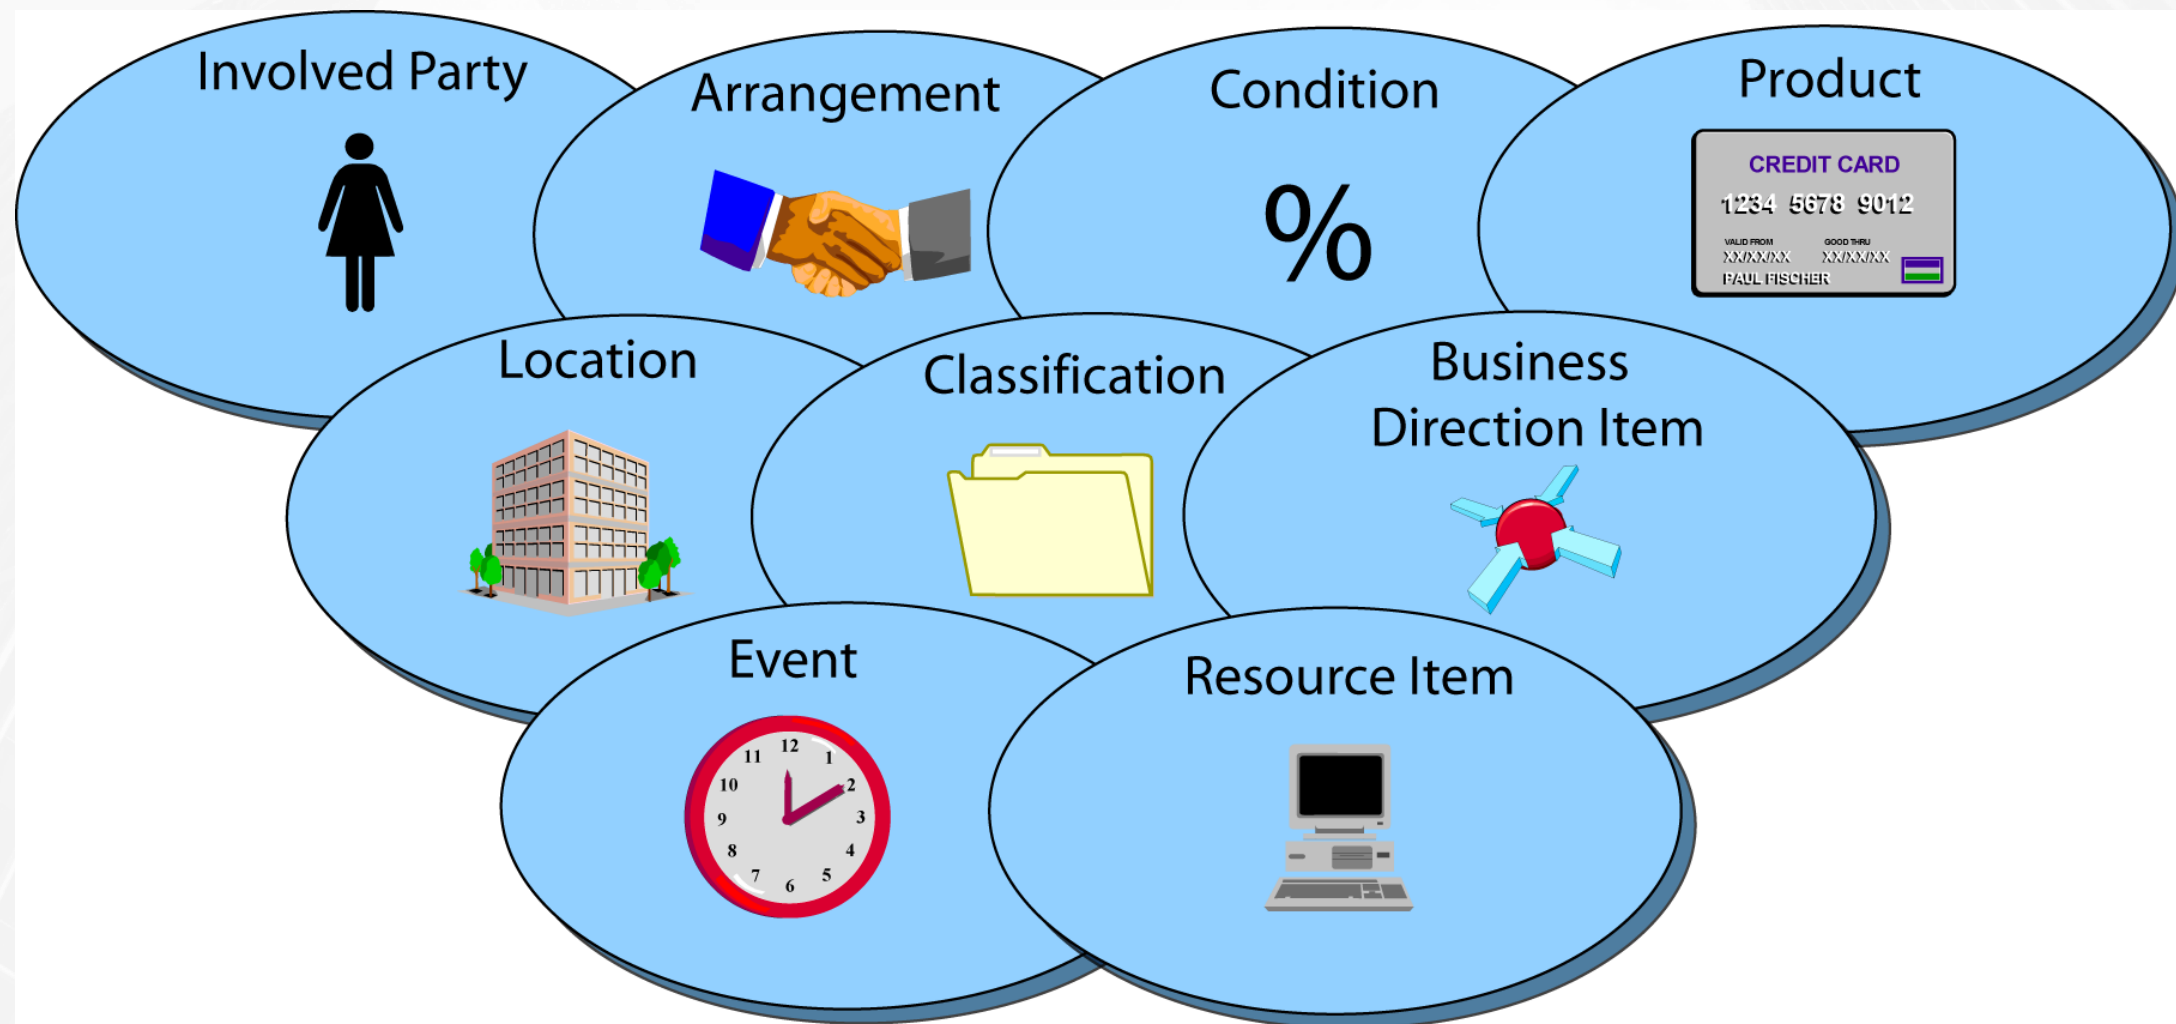 Involved Party
Arrangement
Condition
Product
%
CREDIT CARD
1234 5678 9012
VALID FROM GOOD THRU
XX/XX/XX XX/XX/XX
PAUL FISCHER
Location
Classification
Business
Direction Item
Event
Resource Item
12
11 1
10 2
9 3
8 4
7 5
6